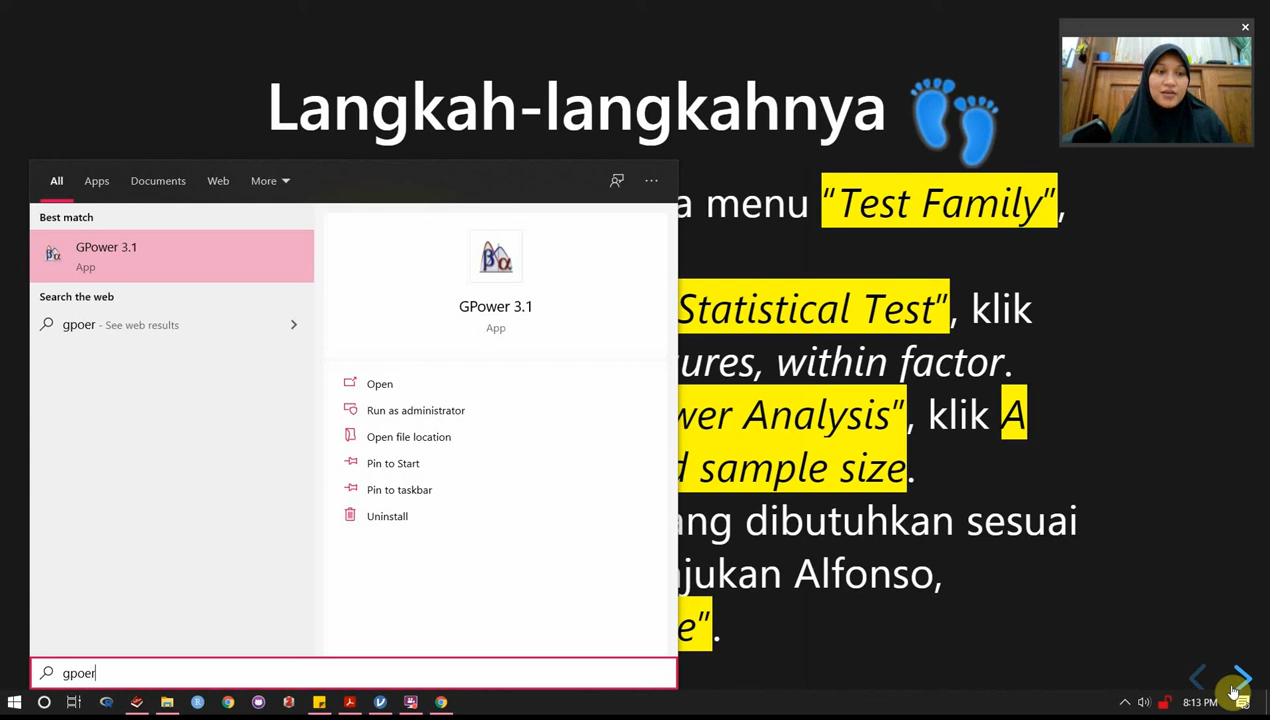 Langkah-langkahnya
a menu "Test Family",
Statistical Test", klik
ures, within factor.
wer Analysis", klik A
d sample size.
ang dibutuhkan sesuai
jukan Alfonso,
e".
All Apps Documents Web More
Best match
GPower 3.1
App
Search the web
gpoer - See web results
GPower 3.1
App
Open
Run as administrator
Open file location
Pin to Start
Pin to taskbar
Uninstall
gpoer
8:13 PM